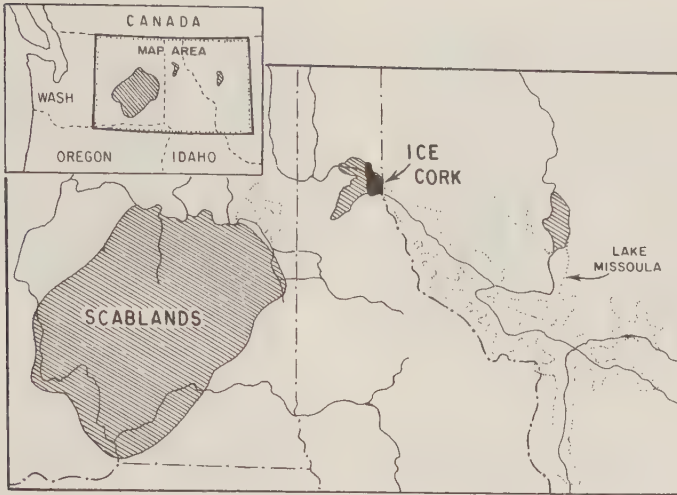 CANADA
MAP AREA
WASH
OREGON
IDAHO
ICE
CORK
LAKE
MISSOULA
SCABLANDS